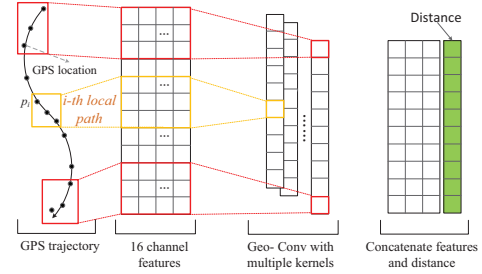 Distance
GPS location
p_i
i-th local
path
...
...
...
......
GPS trajectory
16 channel
features
Geo- Conv with
multiple kernels
Concatenate features
and distance